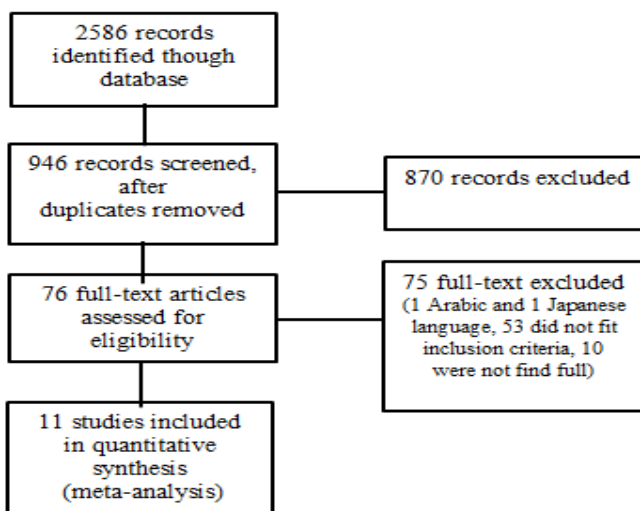 2586 records
identified though
database
946 records screened,
after
duplicates removed
870 records excluded
76 full-text articles
assessed for
eligibility
75 full-text excluded
(1 Arabic and 1 Japanese
language, 53 did not fit
inclusion criteria, 10
were not find full)
11 studies included
in quantitative
synthesis
(meta-analysis)